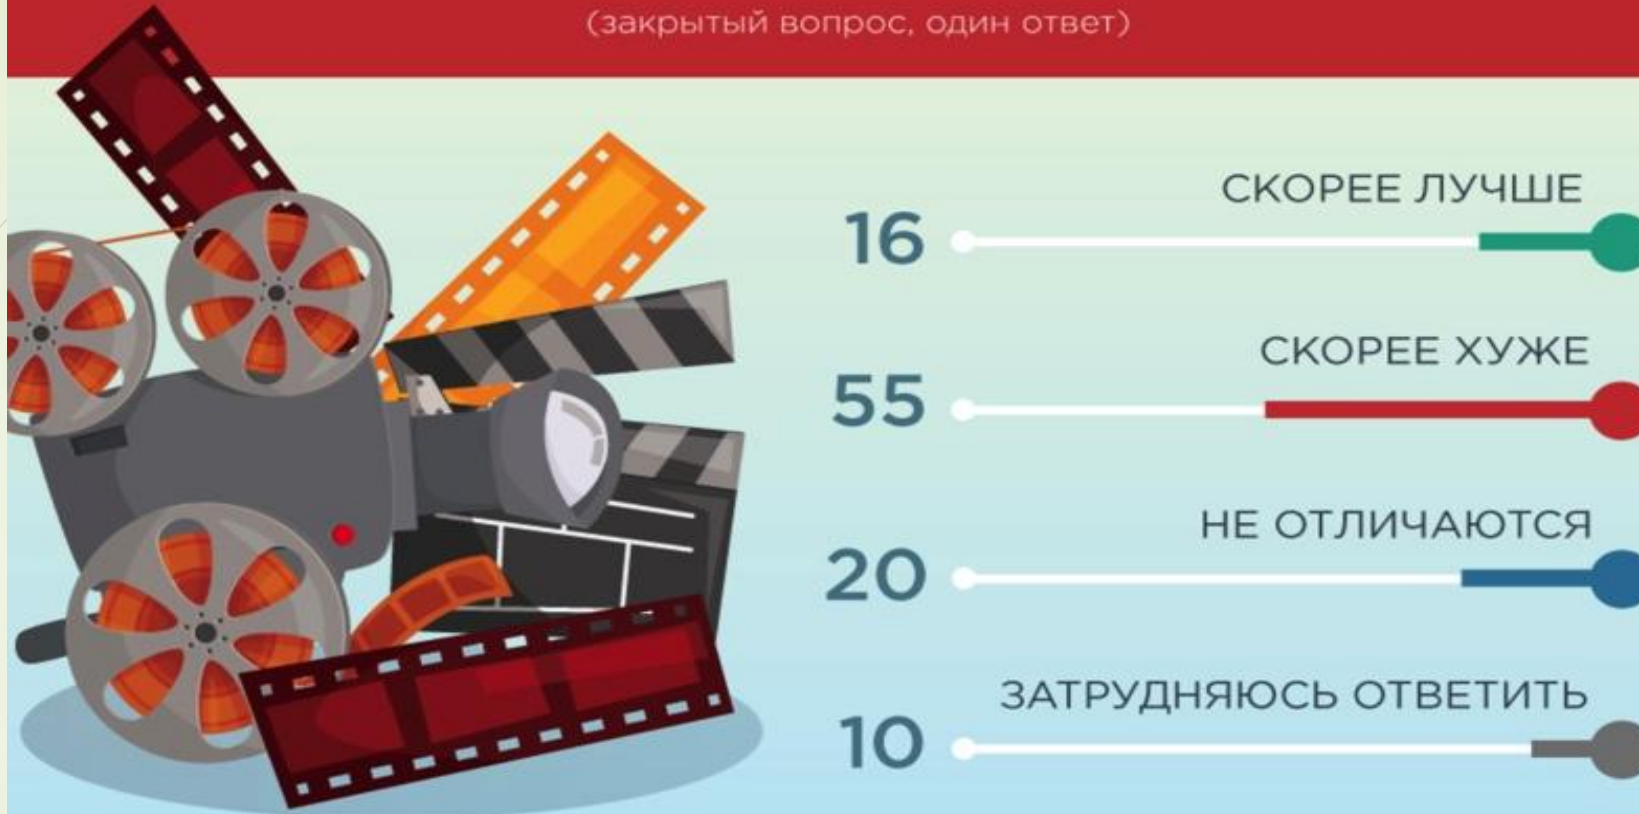 (закрытый вопрос, один ответ)
СКОРЕЕ ЛУЧШЕ
16
СКОРЕЕ ХУЖЕ
55
НЕ ОТЛИЧАЮТСЯ
20
ЗАТРУДНЯЮСЬ ОТВЕТИТЬ
10